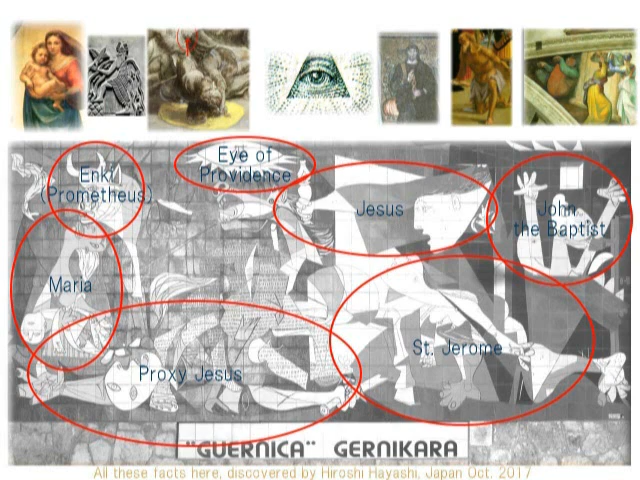 Eye of
Providence
Enki
(Prometheus)
Jesus
John
the Baptist
Maria
St. Jerome
Proxy Jesus
"GUERNICA" GERNIKARA
All these facts here, discovered by Hiroshi Hayashi, Japan Oct. 2017